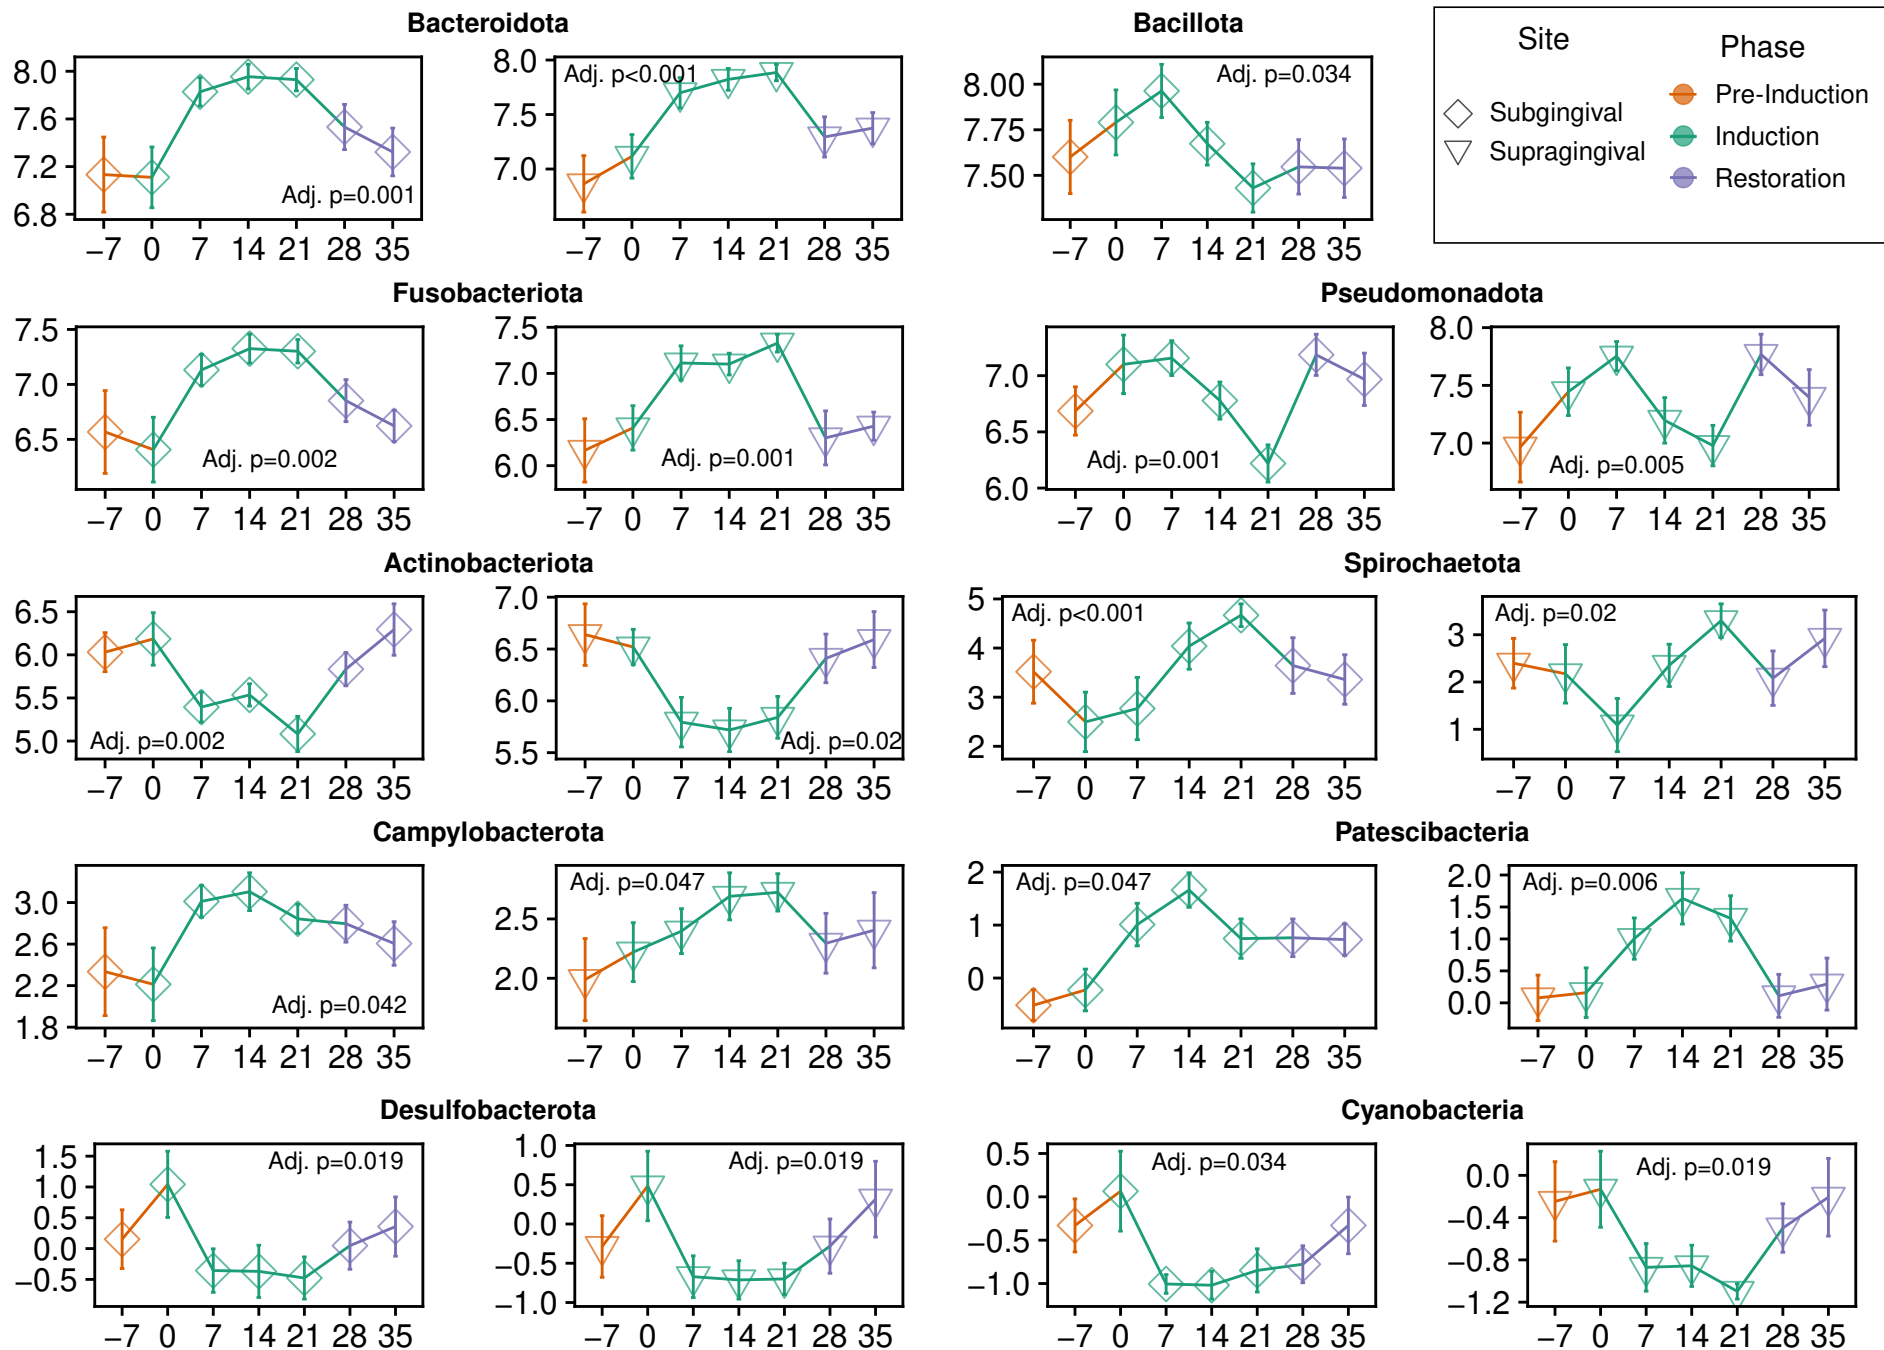 Bacteroidota
8.0
7.6
7.2
6.8
Adj. p=0.001
−7 0 7 14 21 28 35
8.0
7.5
7.0
Adj. p<0.001
−7 0 7 14 21 28 35
Bacillota
8.00
7.75
7.50
Adj. p=0.034
−7 0 7 14 21 28 35
Site
Subgingival
Supragingival
Phase
Pre-Induction
Induction
Restoration
Fusobacteriota
7.5
7.0
6.5
Adj. p=0.002
−7 0 7 14 21 28 35
7.5
7.0
6.5
6.0
Adj. p=0.001
−7 0 7 14 21 28 35
Pseudomonadota
7.0
6.5
6.0
Adj. p=0.001
−7 0 7 14 21 28 35
8.0
7.5
7.0
Adj. p=0.005
−7 0 7 14 21 28 35
Actinobacteriota
6.5
6.0
5.5
5.0
Adj. p=0.002
−7 0 7 14 21 28 35
7.0
6.5
6.0
5.5
Adj. p=0.02
−7 0 7 14 21 28 35
Spirochaetota
5
4
3
2
Adj. p<0.001
−7 0 7 14 21 28 35
3
2
1
Adj. p=0.02
−7 0 7 14 21 28 35
Campylobacterota
3.0
2.6
2.2
1.8
Adj. p=0.042
−7 0 7 14 21 28 35
2.5
2.0
Adj. p=0.047
−7 0 7 14 21 28 35
Patescibacteria
2
1
0
Adj. p=0.047
−7 0 7 14 21 28 35
2.0
1.5
1.0
0.5
0.0
Adj. p=0.006
−7 0 7 14 21 28 35
Desulfobacterota
1.5
1.0
0.5
0.0
−0.5
Adj. p=0.019
−7 0 7 14 21 28 35
1.0
0.5
0.0
−0.5
−1.0
Adj. p=0.019
−7 0 7 14 21 28 35
Cyanobacteria
0.5
0.0
−0.5
−1.0
Adj. p=0.034
−7 0 7 14 21 28 35
0.0
−0.4
−0.8
−1.2
Adj. p=0.019
−7 0 7 14 21 28 35